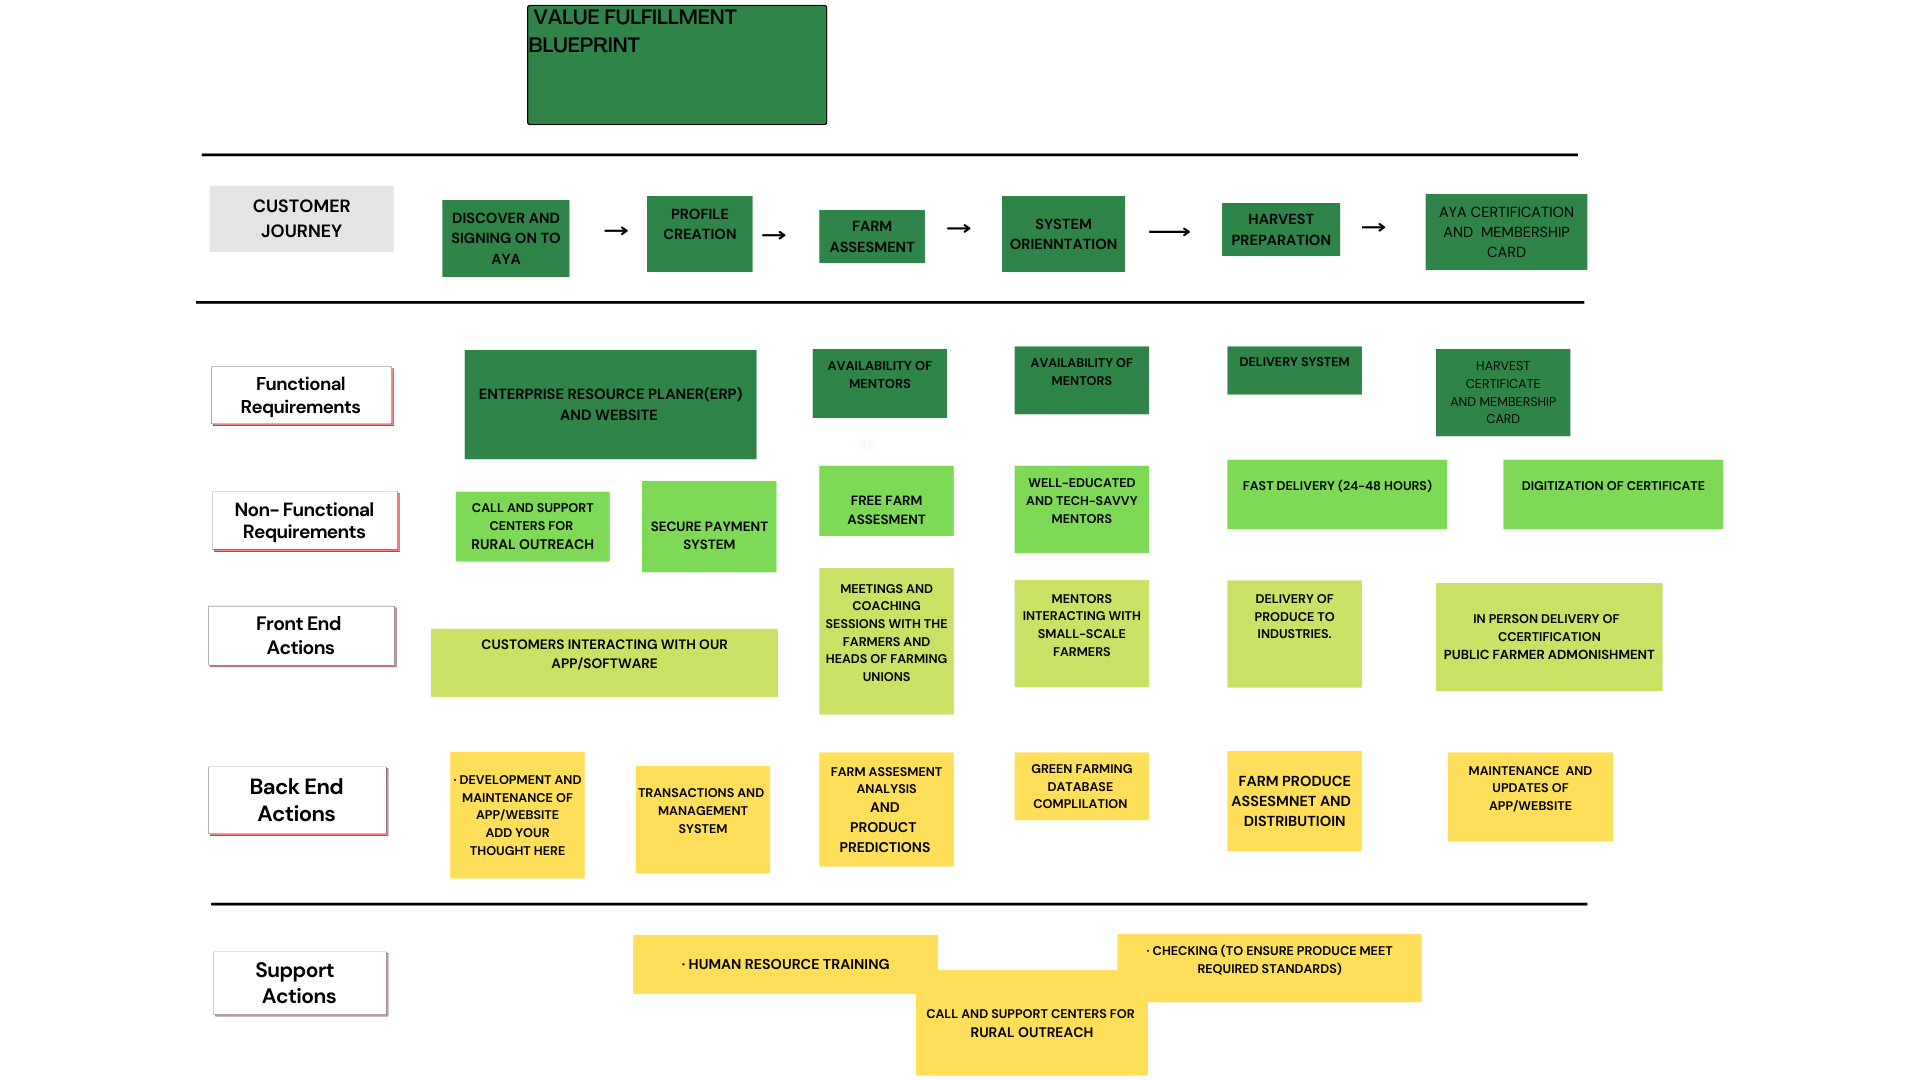 VALUE FULFILLMENT
BLUEPRINT
CUSTOMER
JOURNEY
DISCOVER AND
SIGNING ON TO
AYA
PROFILE
CREATION
FARM
ASSESMENT
SYSTEM
ORIENNTATION
HARVEST
PREPARATION
AYA CERTIFICATION
AND MEMBERSHIP
CARD
Functional
Requirements
ENTERPRISE RESOURCE PLANER(ERP)
AND WEBSITE
AVAILABILITY OF
MENTORS
AVAILABILITY OF
MENTORS
DELIVERY SYSTEM
HARVEST
CERTIFICATE
AND MEMBERSHIP
CARD
Non- Functional
Requirements
CALL AND SUPPORT
CENTERS FOR
RURAL OUTREACH
SECURE PAYMENT
SYSTEM
FREE FARM
ASSESMENT
WELL-EDUCATED
AND TECH-SAVVY
MENTORS
FAST DELIVERY (24-48 HOURS)
DIGITIZATION OF CERTIFICATE
Front End
Actions
CUSTOMERS INTERACTING WITH OUR
APP/SOFTWARE
MEETINGS AND
COACHING
SESSIONS WITH THE
FARMERS AND
HEADS OF FARMING
UNIONS
MENTORS
INTERACTING WITH
SMALL-SCALE
FARMERS
DELIVERY OF
PRODUCE TO
INDUSTRIES.
IN PERSON DELIVERY OF
CCERTIFICATION
PUBLIC FARMER ADMONISHMENT
Back End
Actions
· DEVELOPMENT AND
MAINTENANCE OF
APP/WEBSITE
ADD YOUR
THOUGHT HERE
TRANSACTIONS AND
MANAGEMENT
SYSTEM
FARM ASSESMENT
ANALYSIS
AND
PRODUCT
PREDICTIONS
GREEN FARMING
DATABASE
COMPLILATION
FARM PRODUCE
ASSESMNET AND
DISTRIBUTIOIN
MAINTENANCE AND
UPDATES OF
APP/WEBSITE
Support
Actions
· HUMAN RESOURCE TRAINING
· CHECKING (TO ENSURE PRODUCE MEET
REQUIRED STANDARDS)
CALL AND SUPPORT CENTERS FOR
RURAL OUTREACH